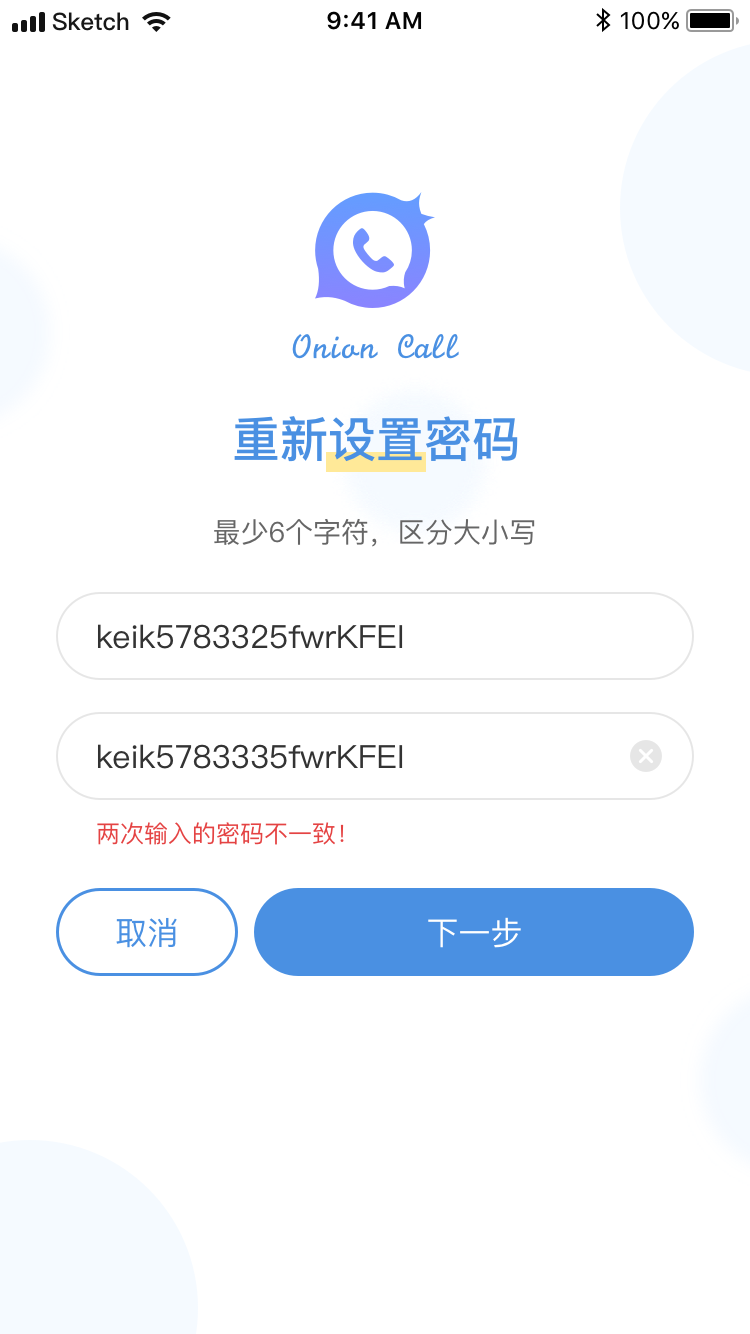 Sketch 9:41 AM 100%
Onion Call
重新设置密码
最少6个字符，区分大小写
keik5783325fwrKFEI
keik5783335fwrKFEI
两次输入的密码不一致！
取消 下一步